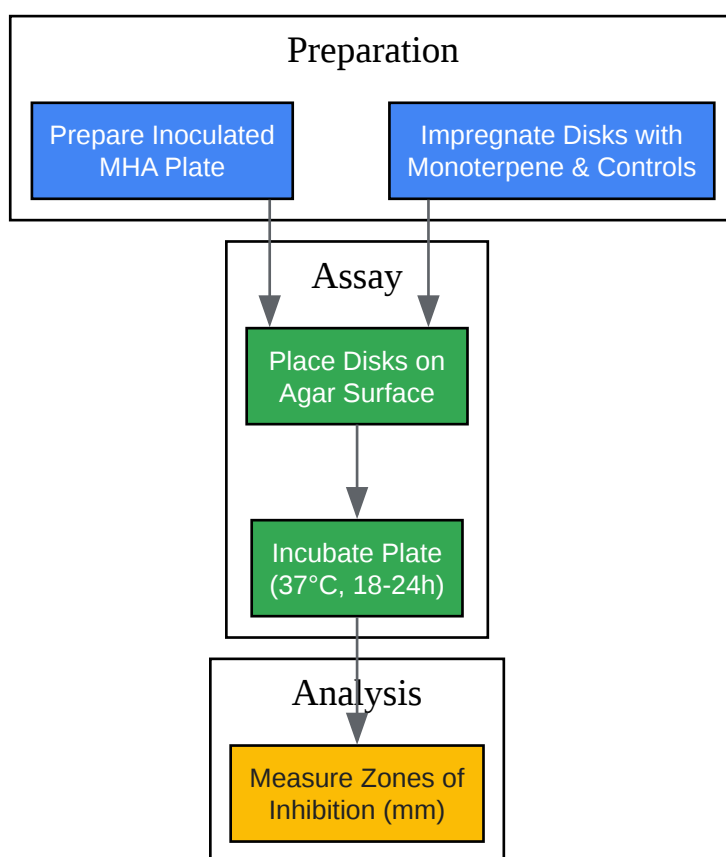 Preparation
Prepare Inoculated
MHA Plate
Impregnate Disks with
Monoterpene & Controls
Assay
Place Disks on
Agar Surface
Incubate Plate
(37°C, 18-24h)
Analysis
Measure Zones of
Inhibition (mm)